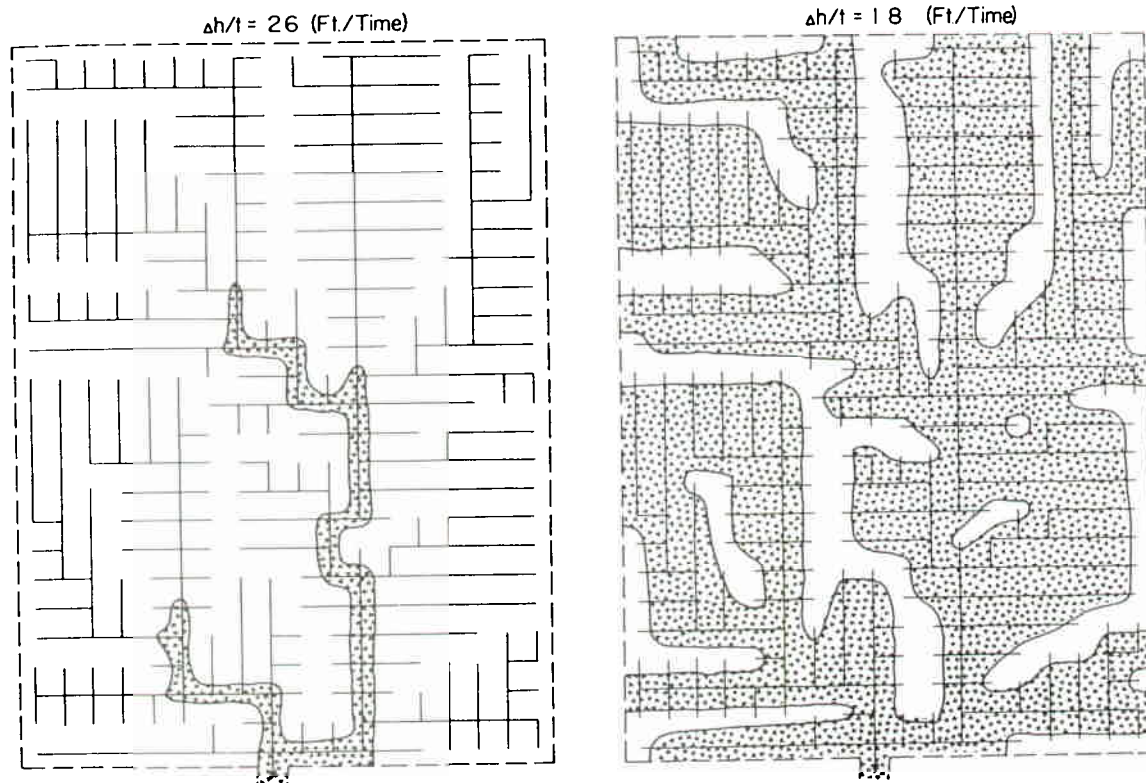 Δh/t = 26 (Ft./Time)
Δh/t = 18 (Ft./Time)